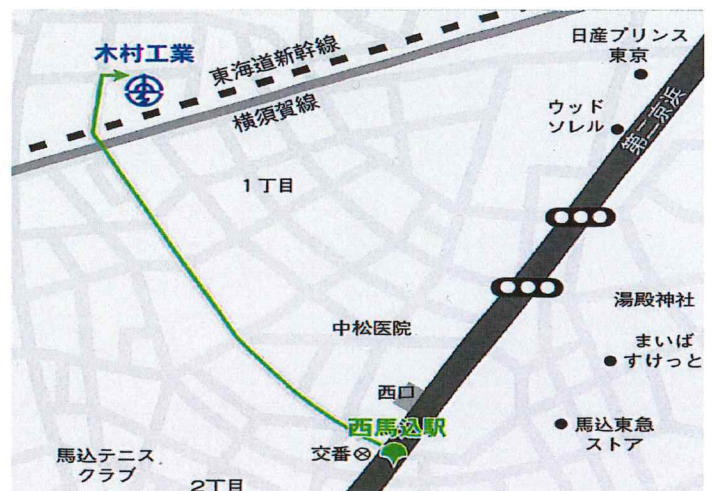 木村工業
東海道新幹線
横須賀線
日産プリンス
東京
ウッド
ソレル
第二京浜
1丁目
湯殿神社
中松医院
まいば
すけっと
西口
西馬込駅
馬込東急
ストア
交番
馬込テニス
クラブ
2丁目